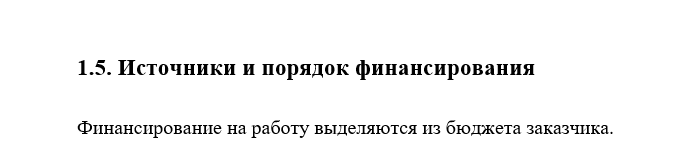 1.5. Источники и порядок финансирования
Финансирование на работу выделяются из бюджета заказчика.